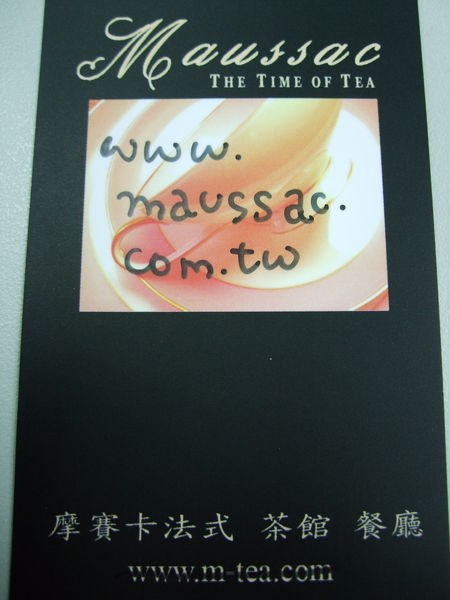 Maussac
THE TIME OF TEA
www.
maussac.
com.tw
摩賽卡法式 茶館 餐廳
www.m-tea.com